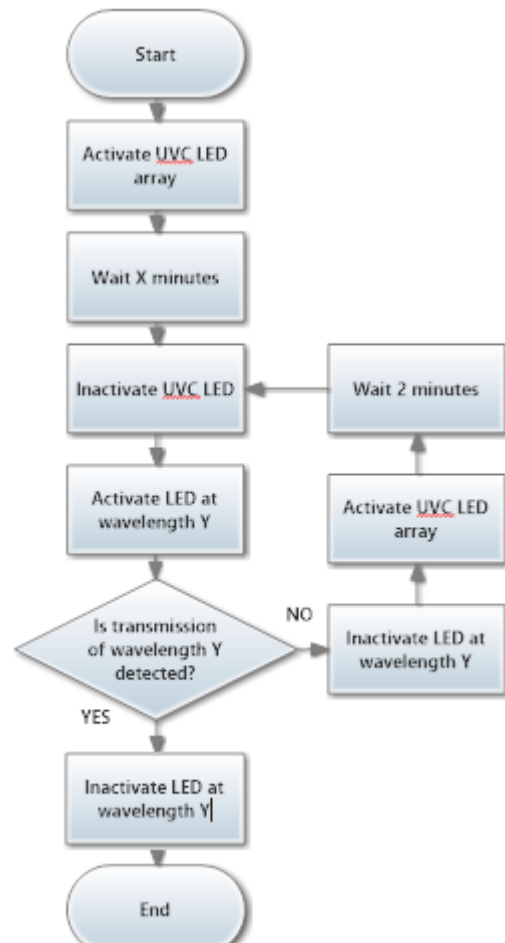 Start
Activate UVC LED
array
Wait X minutes
Inactivate UVC LED
Activate LED at
wavelength Y
Is transmission
of wavelength Y
detected?
YES
Inactivate LED at
wavelength Y
End
NO
Inactivate LED at
wavelength Y
Activate UVC LED
array
Wait 2 minutes